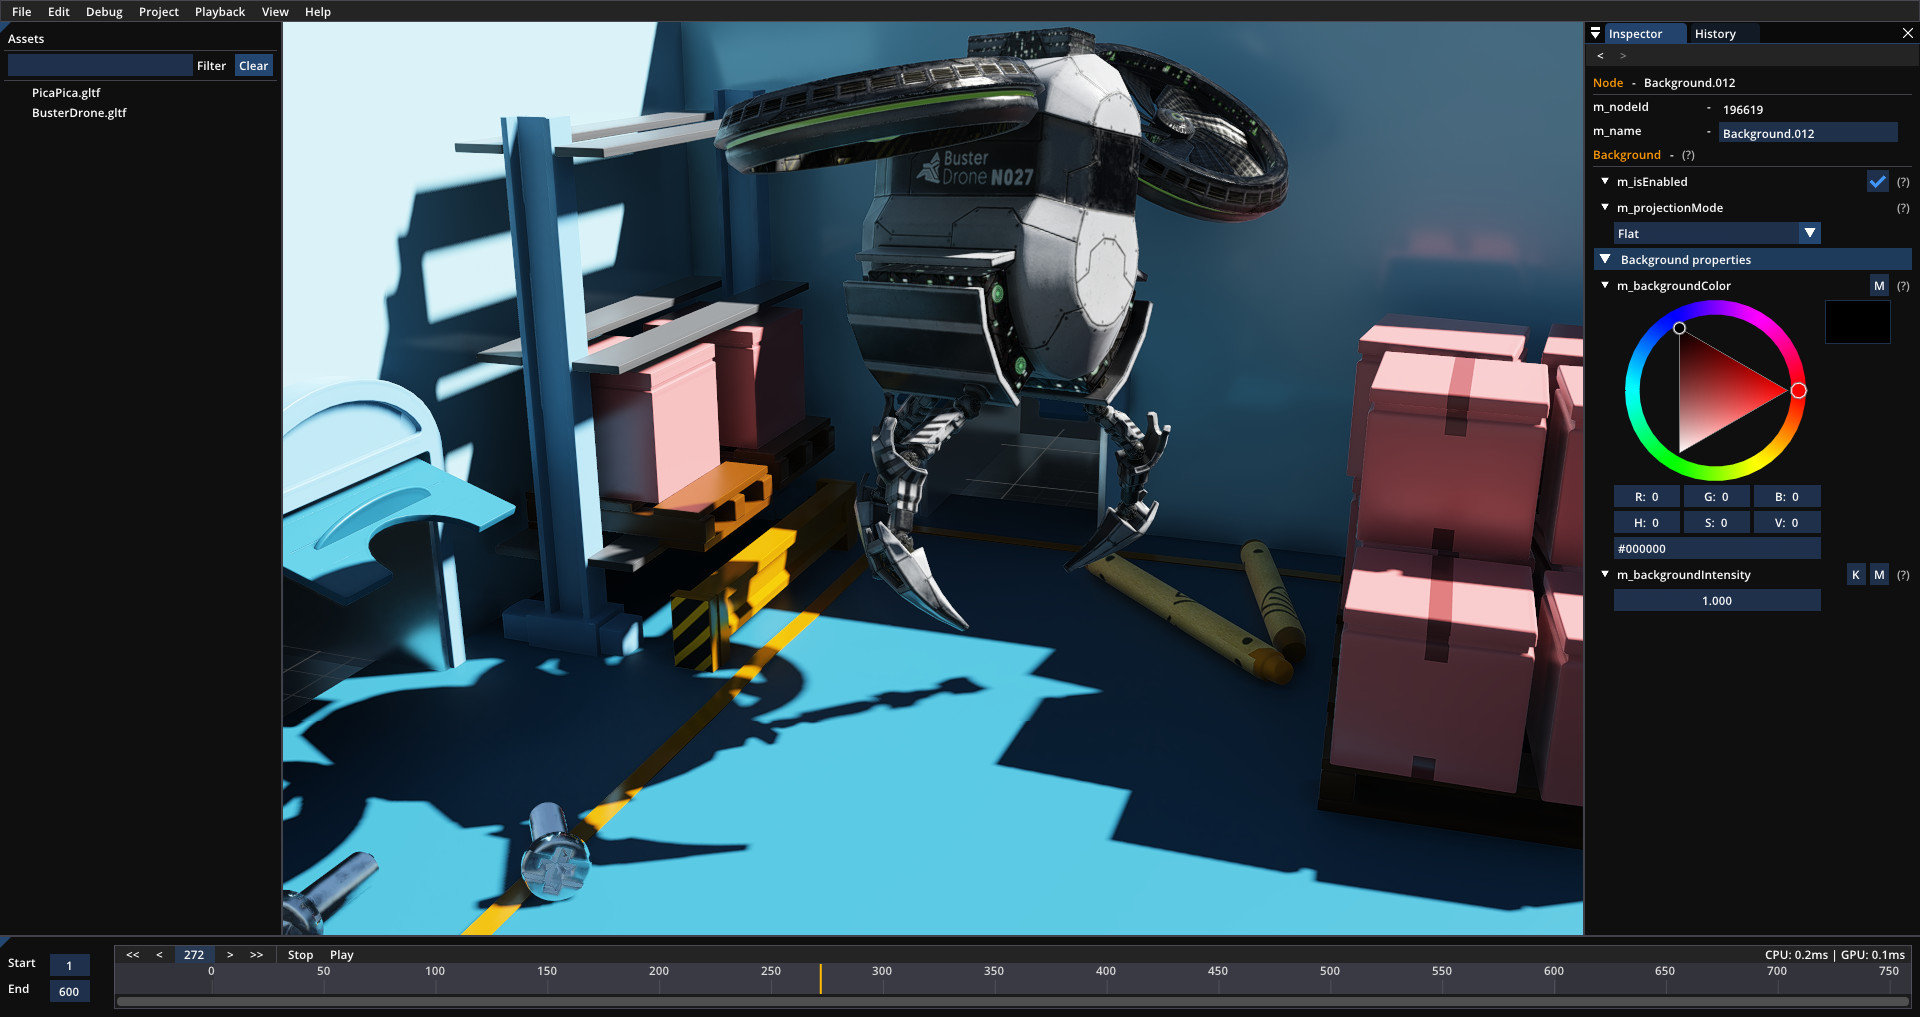 File Edit Debug Project Playback View Help
Assets
Filter Clear
PicaPica.gltf
BusterDrone.gltf
Buster
Drone N027
Inspector History
< >
Node - Background.012
m_nodeId - 196619
m_name - Background.012
Background - (?)
m_isEnabled (?)
m_projectionMode (?)
Flat
Background properties
m_backgroundColor M (?)
R: 0 G: 0 B: 0
H: 0 S: 0 V: 0
#000000
m_backgroundIntensity K M (?)
1.000
Start 1
End 600
<< < 272 > >> Stop Play CPU: 0.2ms | GPU: 0.1ms
0 50 100 150 200 250 300 350 400 450 500 550 600 650 700 750